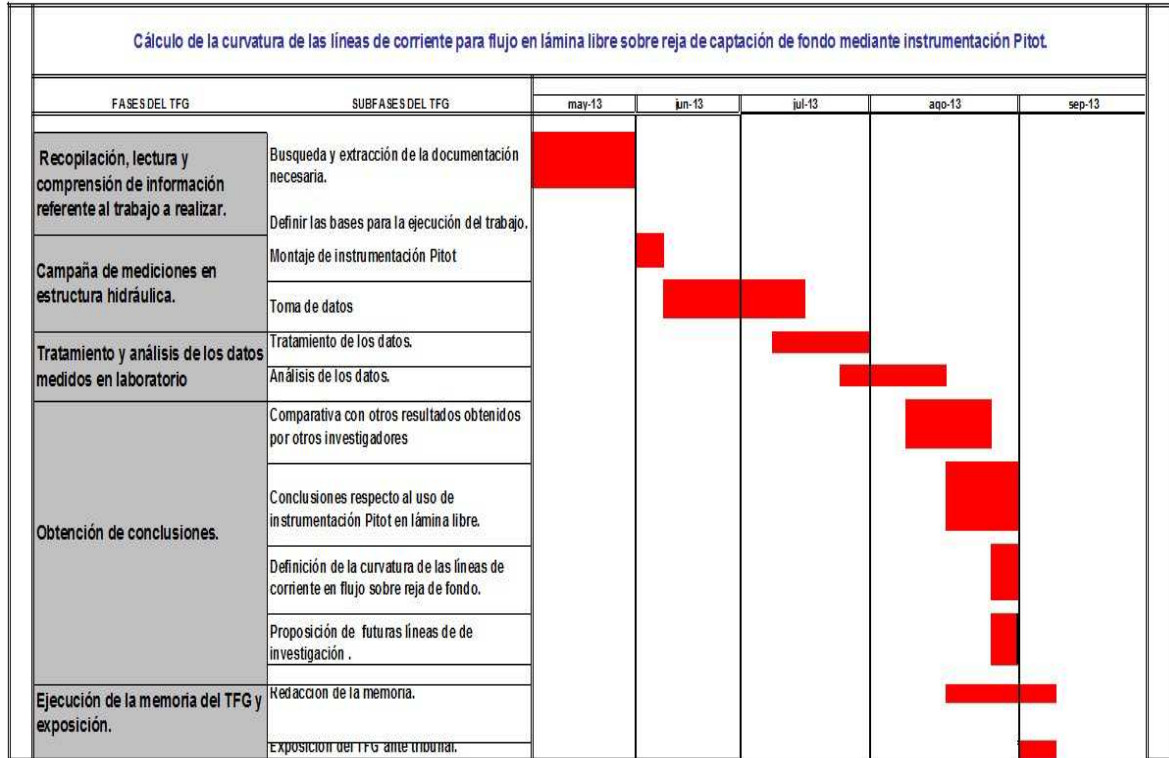 Cálculo de la curvatura de las líneas de corriente para flujo en lámina libre sobre reja de captación de fondo mediante instrumentación Pitot.
FASES DEL TFG
SUBFASES DEL TFG
may-13
jun-13
jul-13
ago-13
sep-13
Recopilación, lectura y
comprensión de información
referente al trabajo a realizar.
Busqueda y extracción de la documentación
necesaria.
Definir las bases para la ejecución del trabajo.
Campaña de mediciones en
estructura hidráulica.
Montaje de instrumentación Pitot
Toma de datos
Tratamiento y análisis de los datos
medidos en laboratorio
Tratamiento de los datos.
Análisis de los datos.
Obtención de conclusiones.
Comparativa con otros resultados obtenidos
por otros investigadores
Conclusiones respecto al uso de
instrumentación Pitot en lámina libre.
Definición de la curvatura de las líneas de
corriente en flujo sobre reja de fondo.
Proposición de futuras líneas de de
investigación .
Ejecución de la memoria del TFG y
exposición.
Redacción de la memoria.
Exposición del TFG ante tribunal.